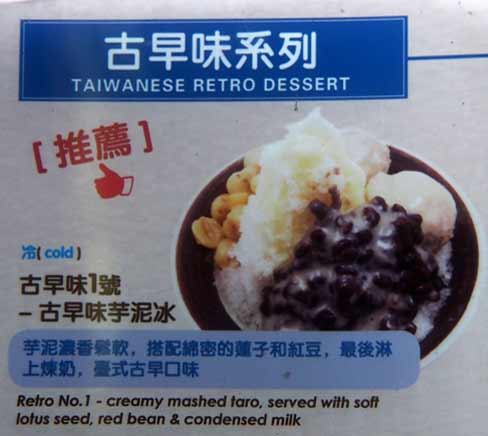 古早味系列
TAIWANESE RETRO DESSERT
[推薦]
冷(cold)
古早味1號
– 古早味芋泥冰
芋泥濃香鬆軟，搭配綿密的蓮子和紅豆，最後淋
上煉奶，臺式古早口味
Retro No.1 - creamy mashed taro, served with soft
lotus seed, red bean & condensed milk